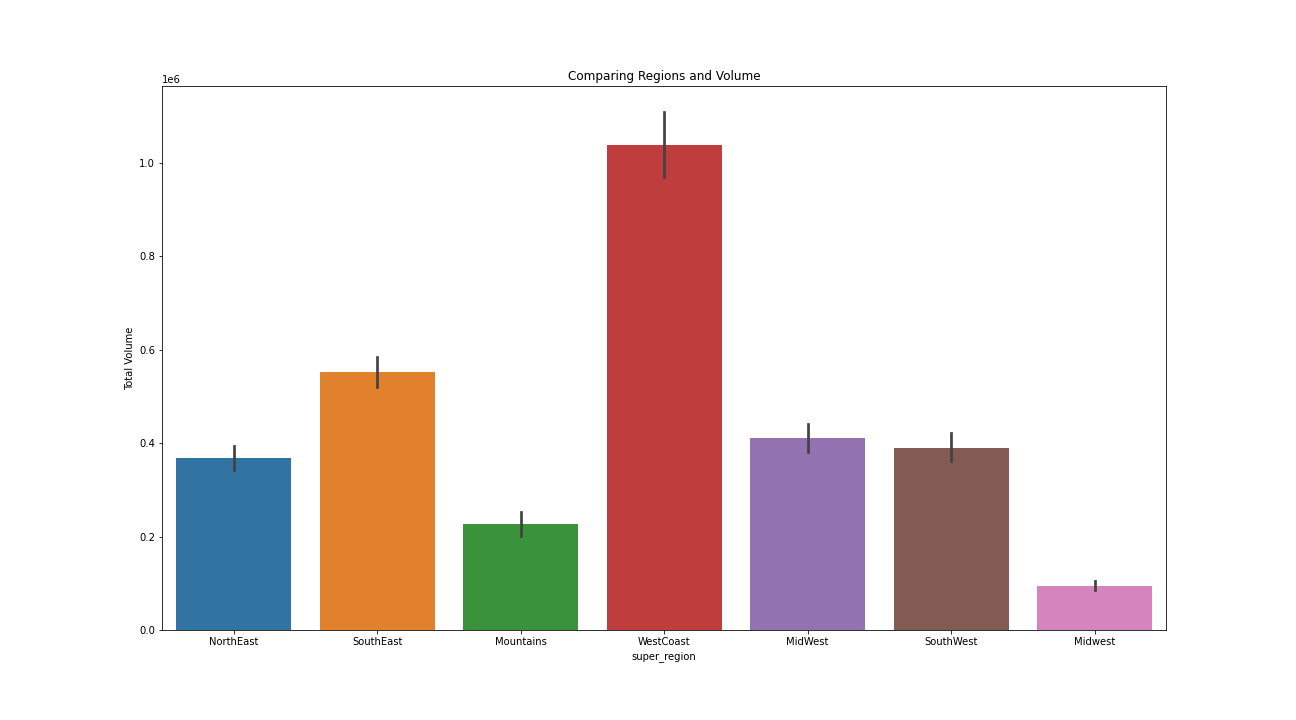 Comparing Regions and Volume
1e6
1.0
0.8
0.6
0.4
0.2
0.0
Total Volume
NorthEast SouthEast Mountains WestCoast MidWest SouthWest Midwest
super_region